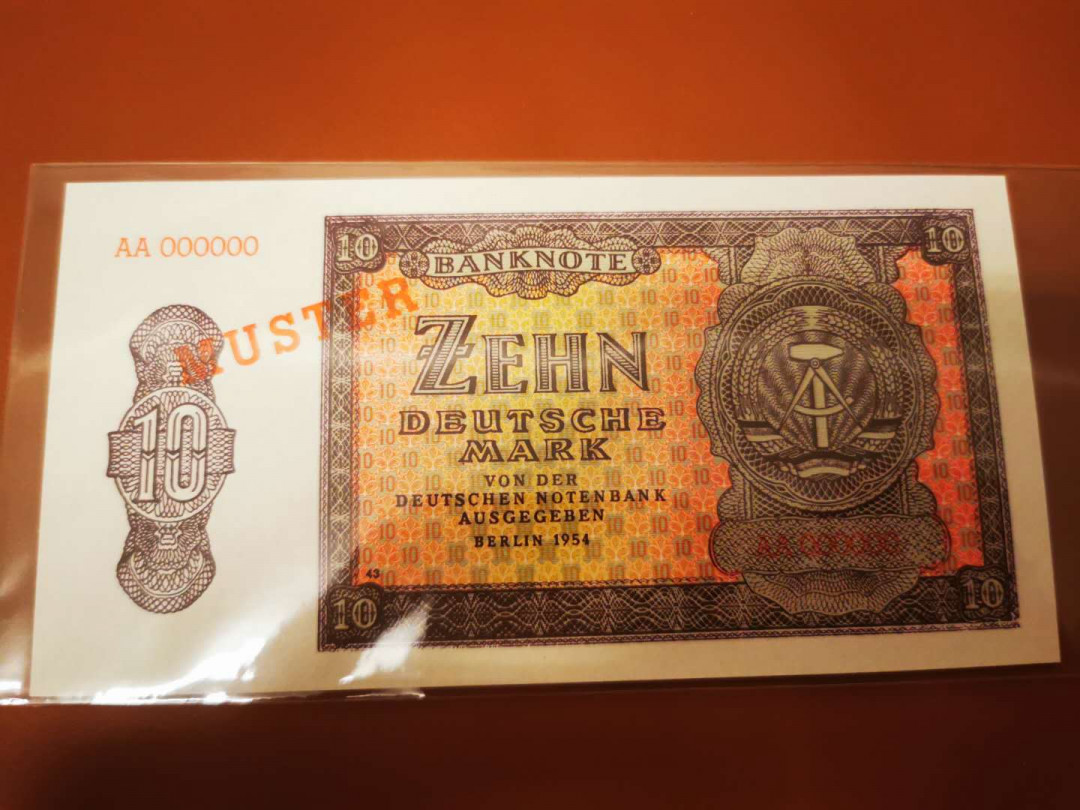 AA 000000
MUSTER
10
10
10
BANKNOTE
ZEHN
DEUTSCHE
MARK
VON DER
DEUTSCHEN NOTENBANK
AUSGEGEBEN
BERLIN 1954
AA 000000
43
10
10